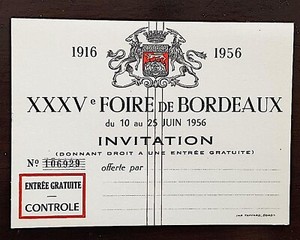 1916 1956
XXXVe FOIRE DE BORDEAUX
du 10 au 25 JUIN 1956
INVITATION
(DONNANT DROIT A UNE ENTRÉE GRATUITE)
No 106929 offerte par
ENTRÉE GRATUITE
CONTROLE